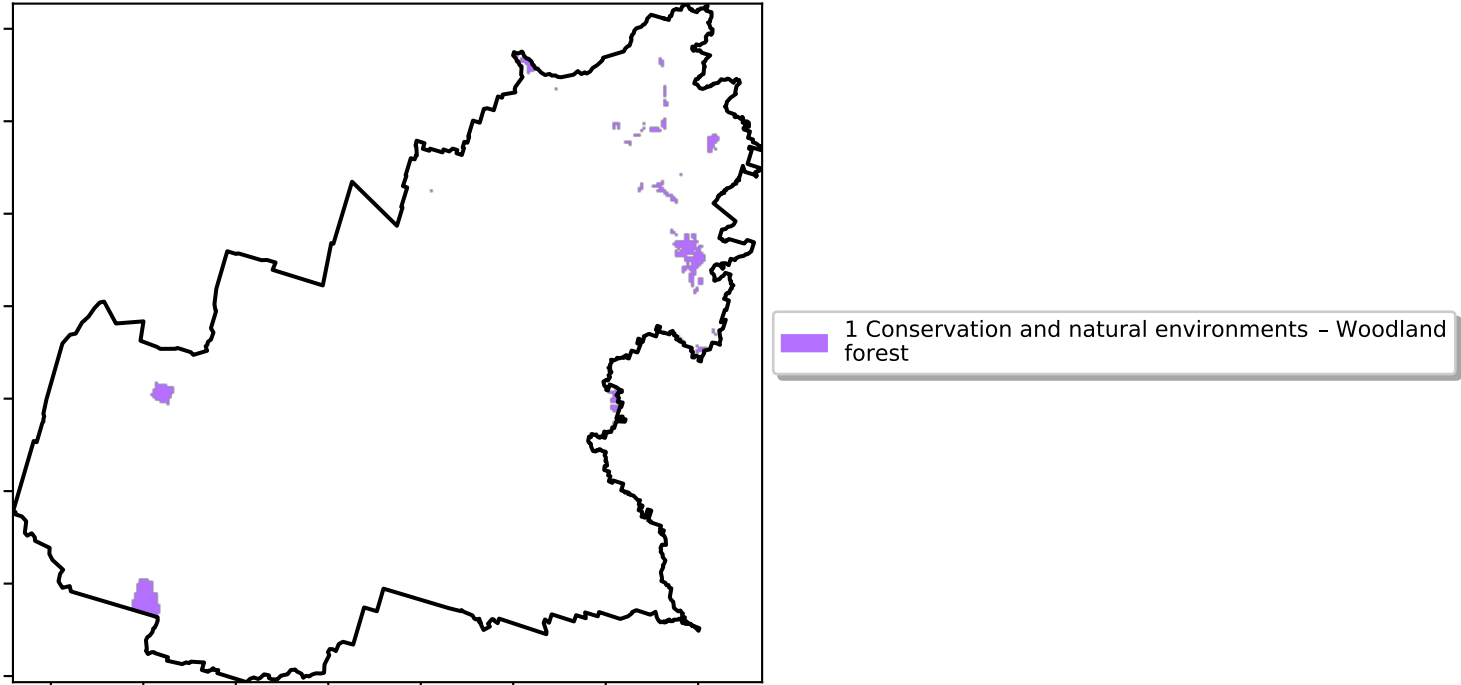 1 Conservation and natural environments – Woodland
forest